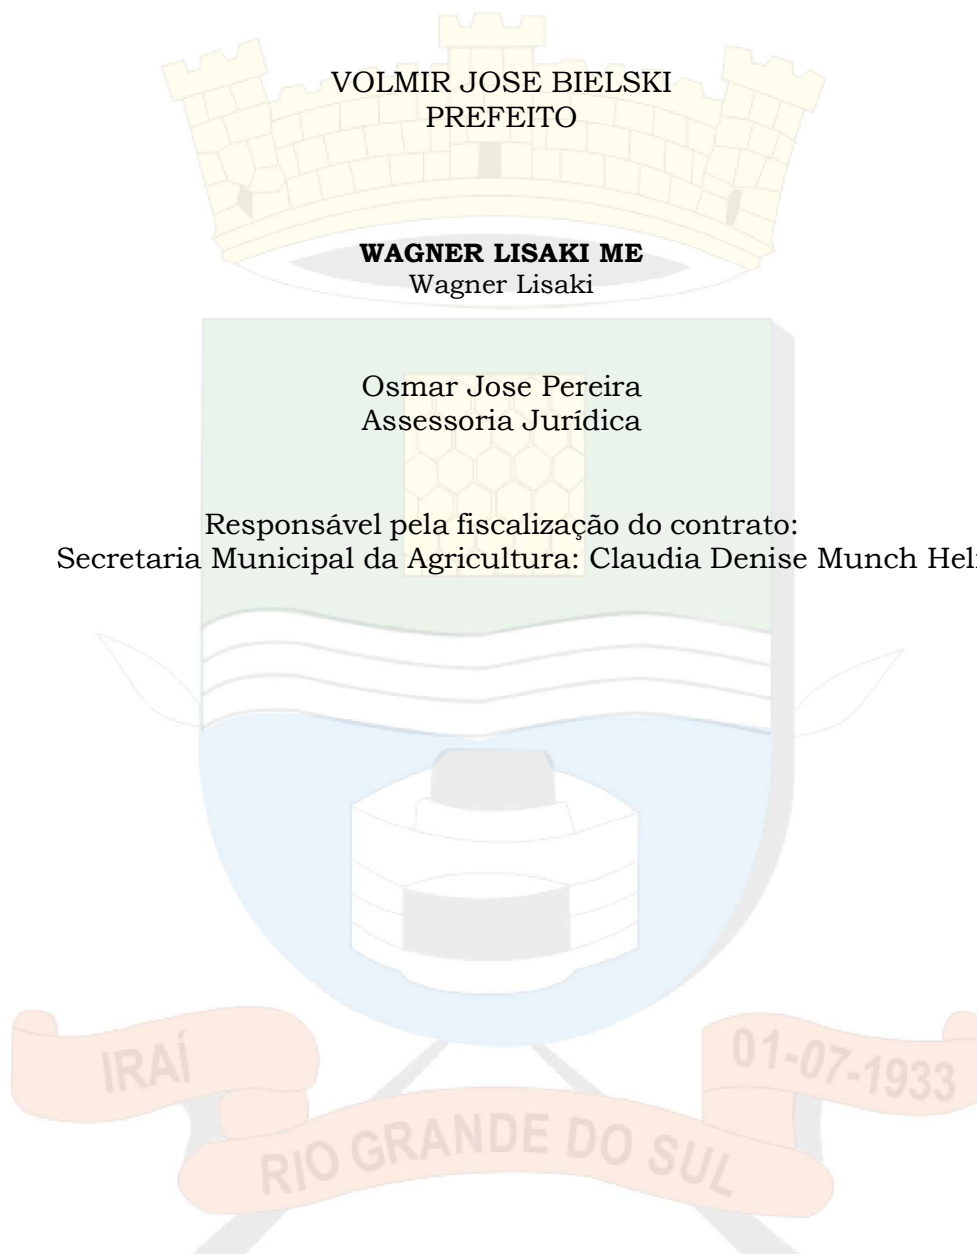 VOLMIR JOSE BIELSKI
PREFEITO
WAGNER LISAKI ME
Wagner Lisaki
Osmar Jose Pereira
Assessoria Jurídica
Responsável pela fiscalização do contrato:
Secretaria Municipal da Agricultura: Claudia Denise Munch
IRAÍ
01-07-1933
RIO GRANDE DO SUL